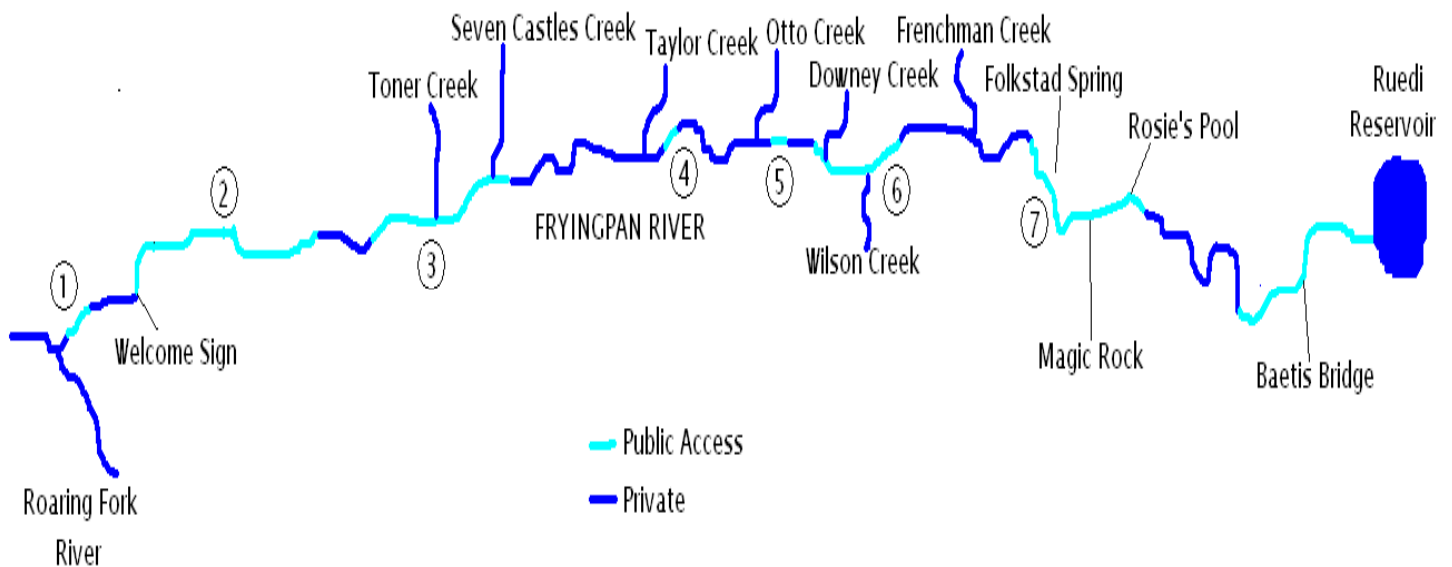 Seven Castles Creek
Toner Creek
Taylor Creek
Otto Creek
Downey Creek
Frenchman Creek
Folkstad Spring
Rosie's Pool
Ruedi
Reservoir
2
4
5
6
7
3
1
FRYINGPAN RIVER
Wilson Creek
Welcome Sign
Magic Rock
Baetis Bridge
Public Access
Private
Roaring Fork
River